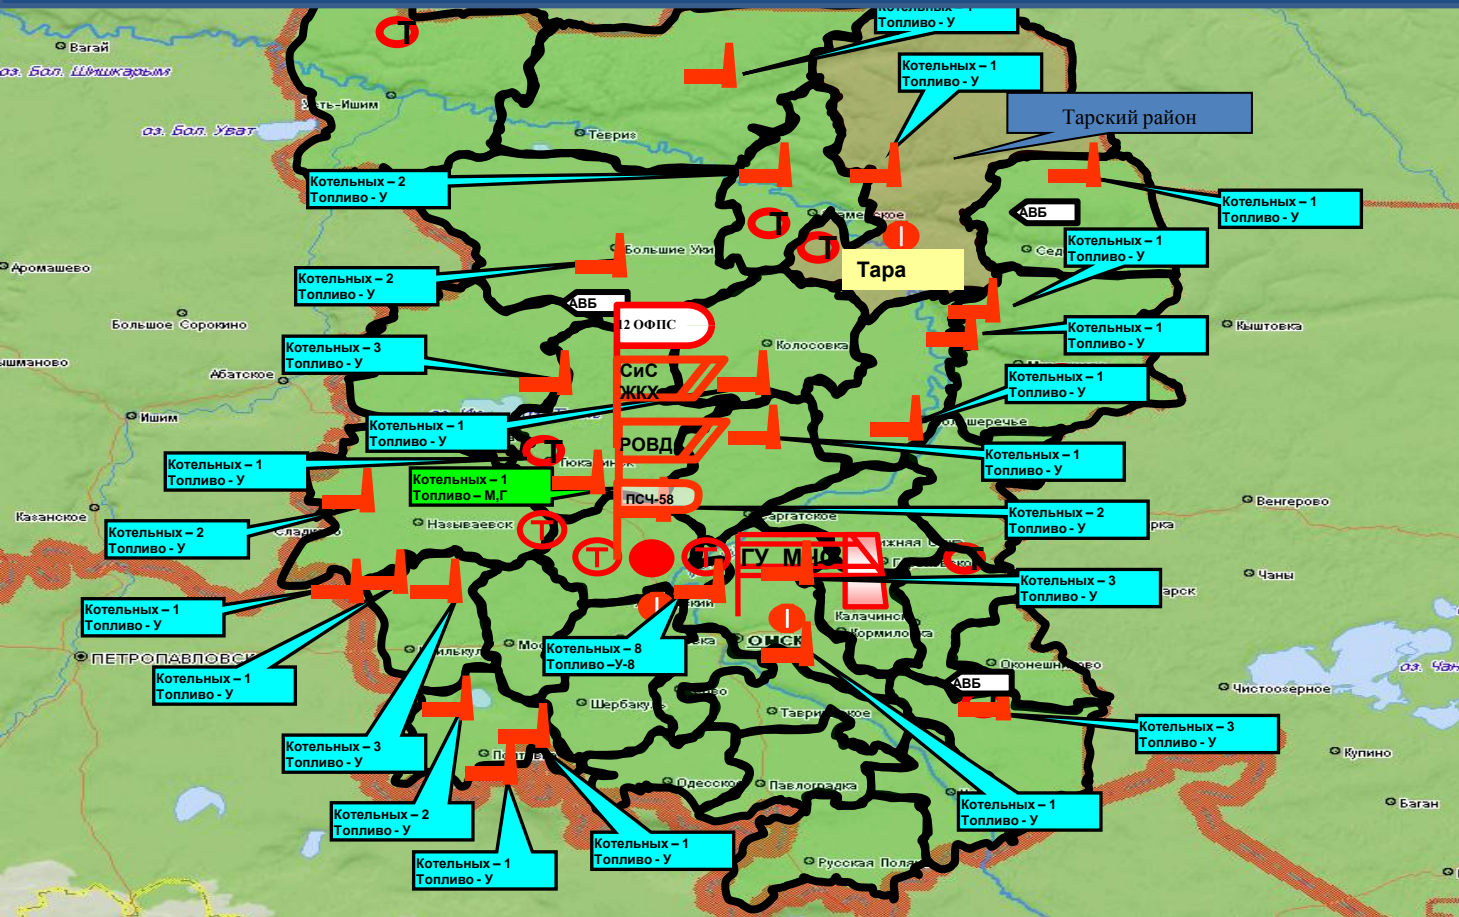 Топливо - У
Вагай
оз. Бол. Шишкарым
Т
Котельных – 1
Топливо - У
Усть-Ишим
оз. Бол. Уват
Тевриз
Тарский район
Котельных – 2
Топливо - У
Котельных – 1
Топливо - У
АВБ
Т
Т
Большие Уки
Котельных – 1
Топливо - У
Тара
Аромашево
Котельных – 2
Топливо - У
АВБ
Большое Сорокино
12 ОФПС
Котельных – 1
Топливо - У
Кыштовка
Колосовка
Котельных – 3
Топливо - У
Абатское
СиС
ЖКХ
Котельных – 1
Топливо - У
Ишим
Котельных – 1
Топливо - У
РОВД
Т
Котельных – 1
Топливо - У
Котельных – 1
Топливо - У
Котельных – 1
Топливо – М,Г
ПСЧ-58
Венгерово
Казанское
Называевск
Котельных – 2
Топливо - У
Котельных – 2
Топливо - У
Саргатское
Т
Т
Т
ГУ МЧС
Т
Чаны
Котельных – 3
Топливо - У
Котельных – 1
Топливо - У
Калачинск
Кормиловка
ОМСК
ПЕТРОПАВЛОВСК
Котельных – 8
Топливо –У-8
Оконешниково
оз. Чан
Котельных – 1
Топливо - У
АВБ
Чистоозерное
Шербакуль
Таврическое
Котельных – 3
Топливо - У
Котельных – 3
Топливо - У
Купино
Одесское
Павлоградка
Котельных – 2
Топливо - У
Котельных – 1
Топливо - У
Баган
Котельных – 1
Топливо - У
Котельных – 1
Топливо - У
Русская Поляна